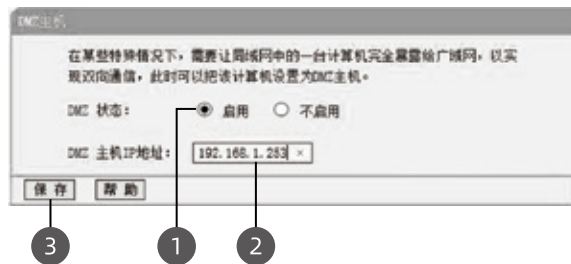 DMZ主机
在某些特殊情况下，需要让局域网中的一台计算机完全暴露给广域网，以实
现双向通信，此时可以把该计算机设置为DMZ主机。
DMZ 状态： 启用 不启用
DMZ 主机IP地址： 192.168.1.253 ×
保存 帮助
3 1 2